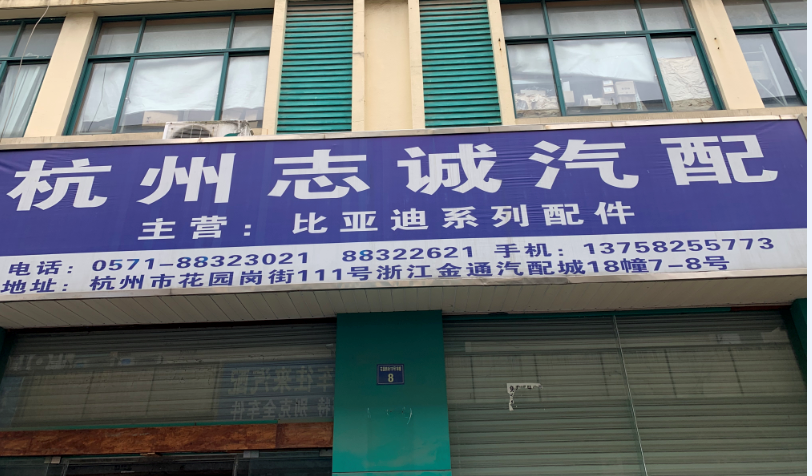 杭州志诚汽配
主营：比亚迪系列配件
电话：0571-88323021 88322621 手机：13758255773
地址：杭州市花园岗街111号浙江金通汽配城18幢7-8号
8